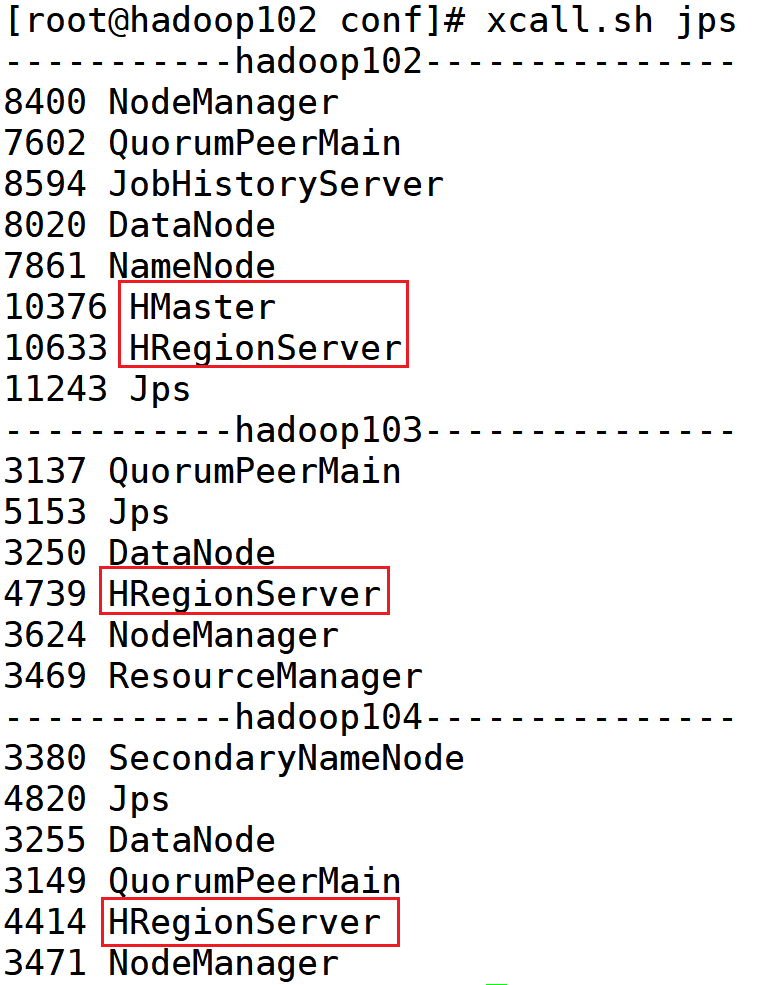 [root@hadoop102 conf]# xcall.sh jps
-----------hadoop102---------------
8400 NodeManager
7602 QuorumPeerMain
8594 JobHistoryServer
8020 DataNode
7861 NameNode
10376 HMaster
10633 HRegionServer
11243 Jps
-----------hadoop103---------------
3137 QuorumPeerMain
5153 Jps
3250 DataNode
4739 HRegionServer
3624 NodeManager
3469 ResourceManager
-----------hadoop104---------------
3380 SecondaryNameNode
4820 Jps
3255 DataNode
3149 QuorumPeerMain
4414 HRegionServer
3471 NodeManager